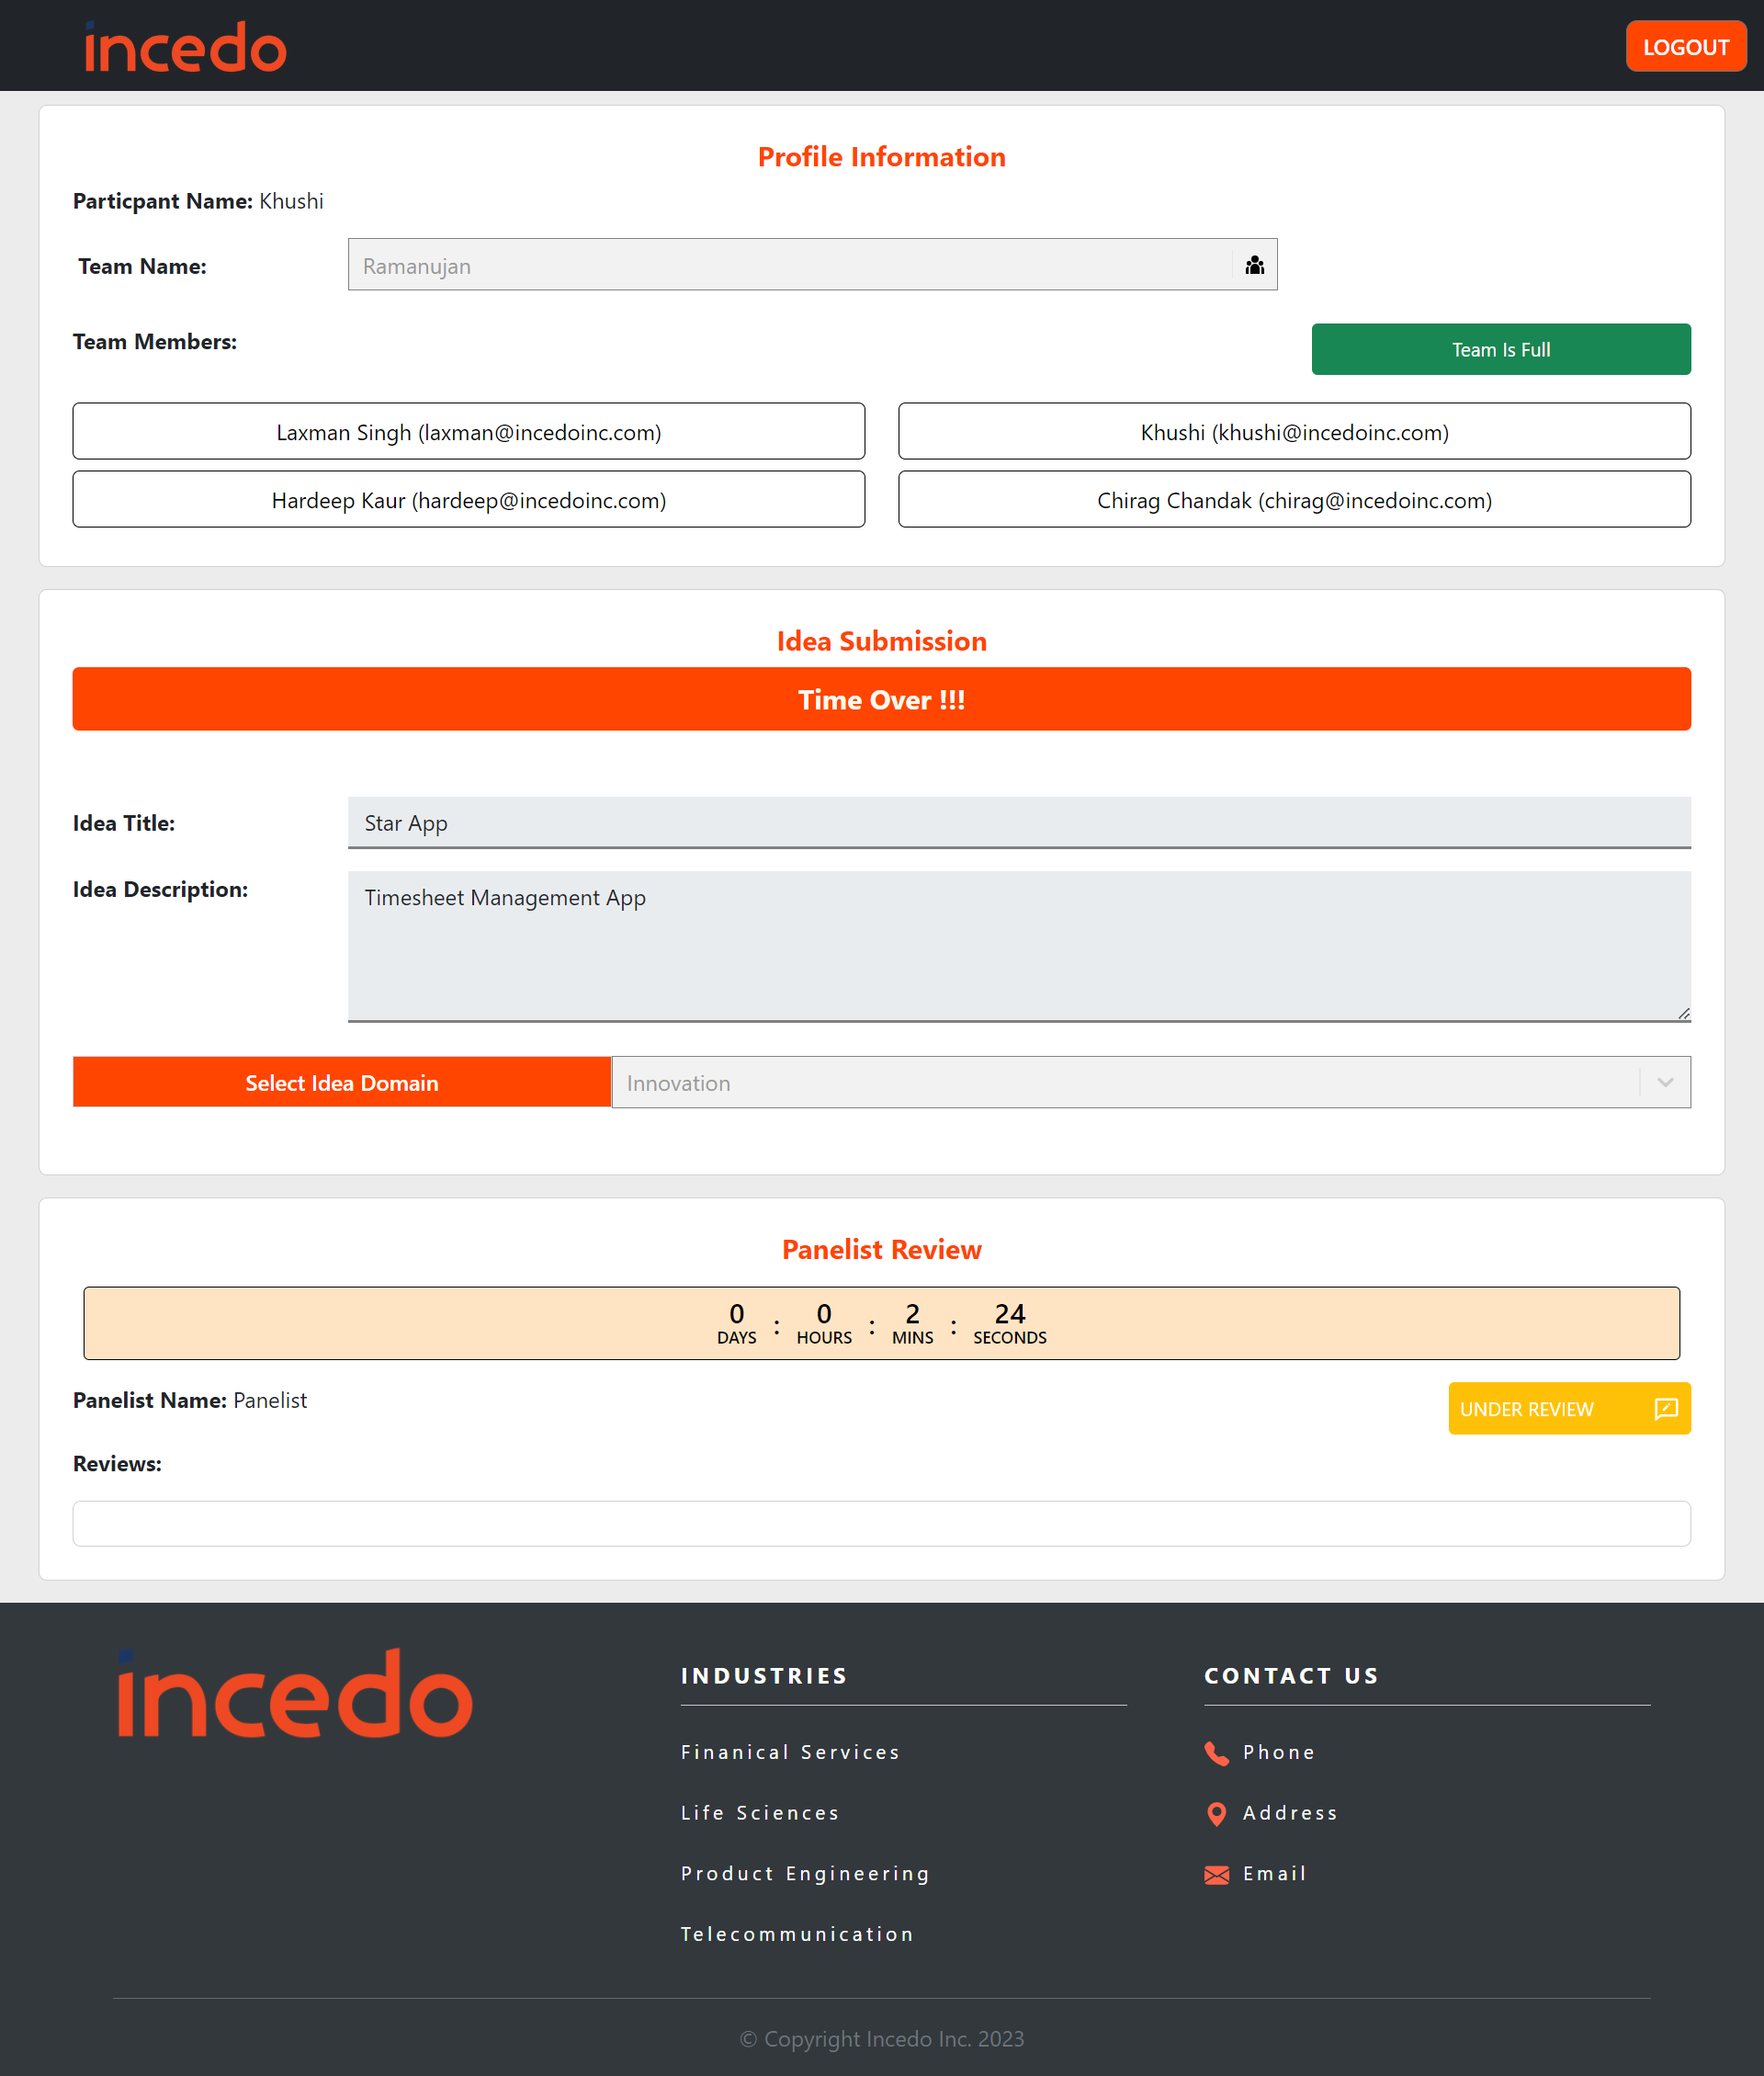 incedo
LOGOUT
Profile Information
Particpant Name: Khushi
Team Name: Ramanujan
Team Members:
Team Is Full
Laxman Singh (laxman@incedoinc.com)
Khushi (khushi@incedoinc.com)
Hardeep Kaur (hardeep@incedoinc.com)
Chirag Chandak (chirag@incedoinc.com)
Idea Submission
Time Over !!!
Idea Title: Star App
Idea Description: Timesheet Management App
Select Idea Domain Innovation
Panelist Review
0 : 0 : 2 : 24
DAYS HOURS MINS SECONDS
Panelist Name: Panelist
UNDER REVIEW
Reviews:
incedo
INDUSTRIES
Finanical Services
Life Sciences
Product Engineering
Telecommunication
CONTACT US
Phone
Address
Email
© Copyright Incedo Inc. 2023